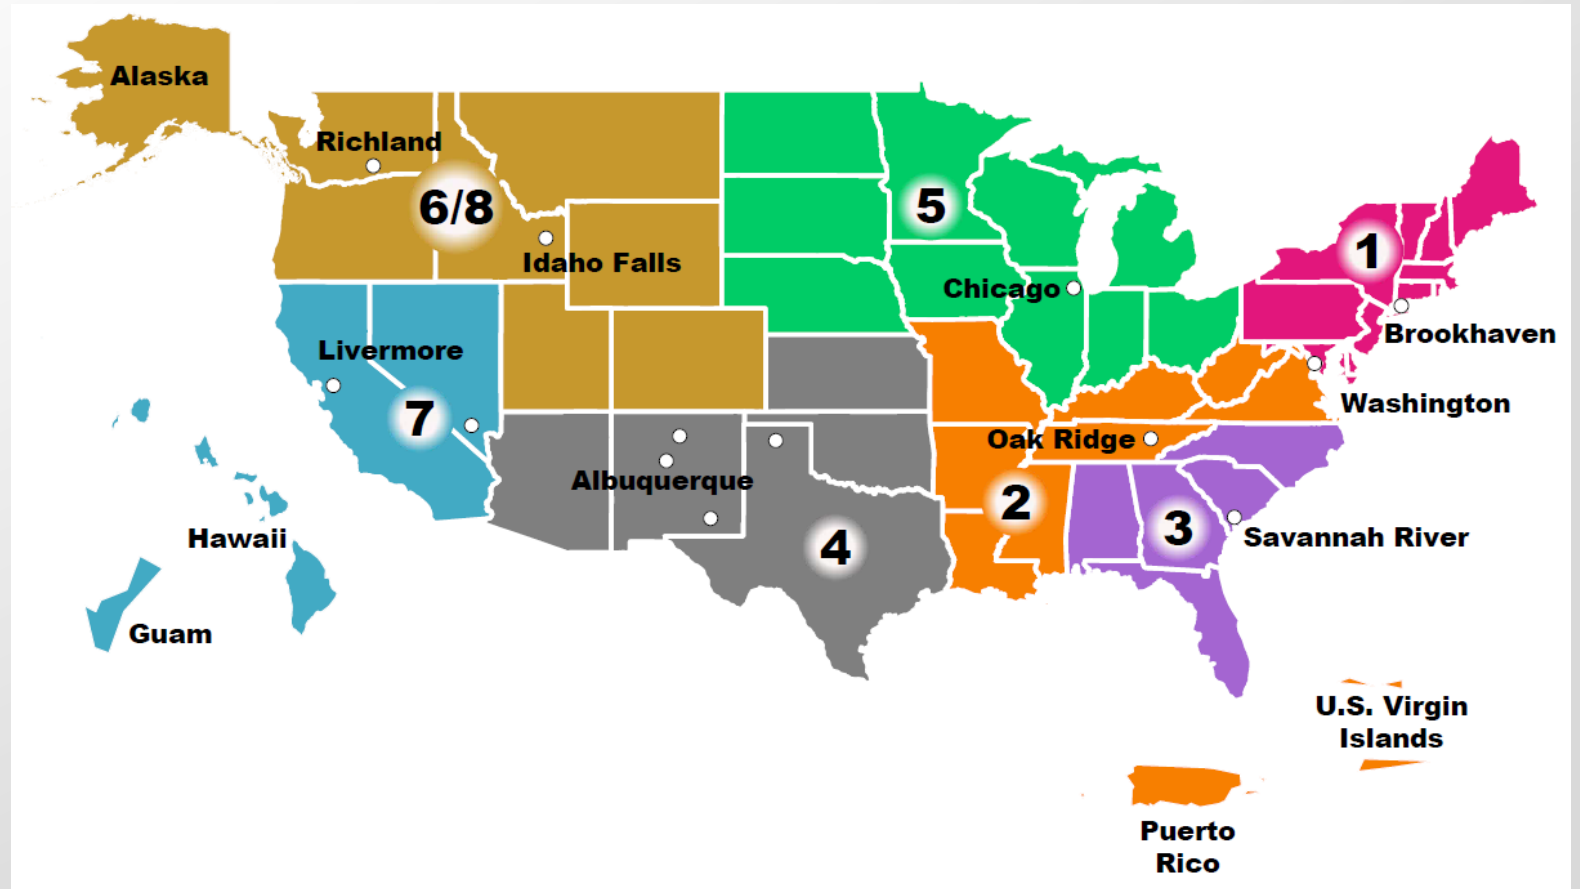 Alaska
Richland
6/8
Idaho Falls
5
1
Chicago
Brookhaven
Livermore
7
Washington
Oak Ridge
Albuquerque
2
3
Savannah River
4
Hawaii
Guam
U.S. Virgin
Islands
Puerto
Rico